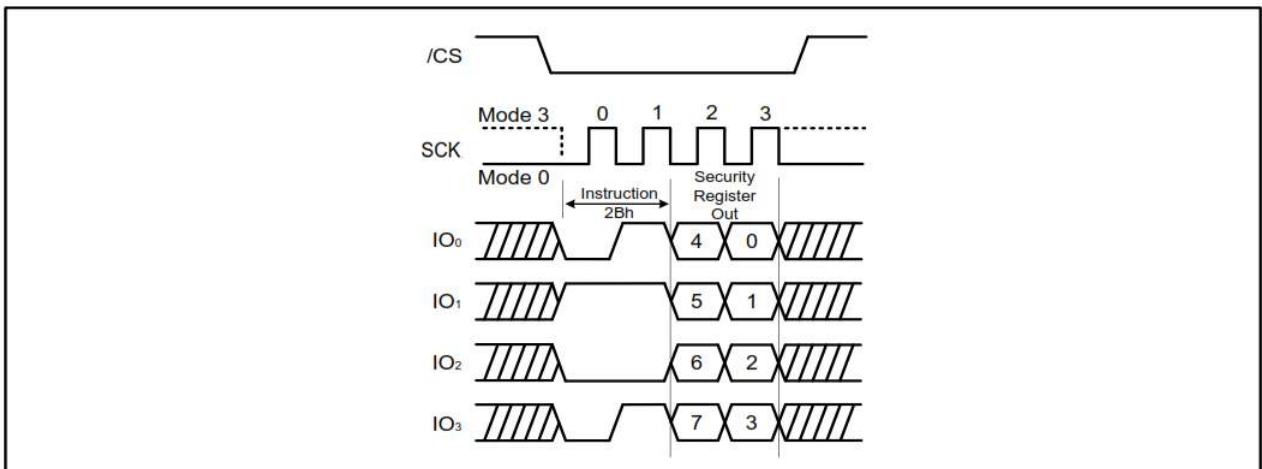 /CS
Mode 3 0 1 2 3
SCK
Mode 0
Instruction
2Bh
Security
Register
Out
IO₀ 4 0
IO₁ 5 1
IO₂ 6 2
IO₃ 7 3